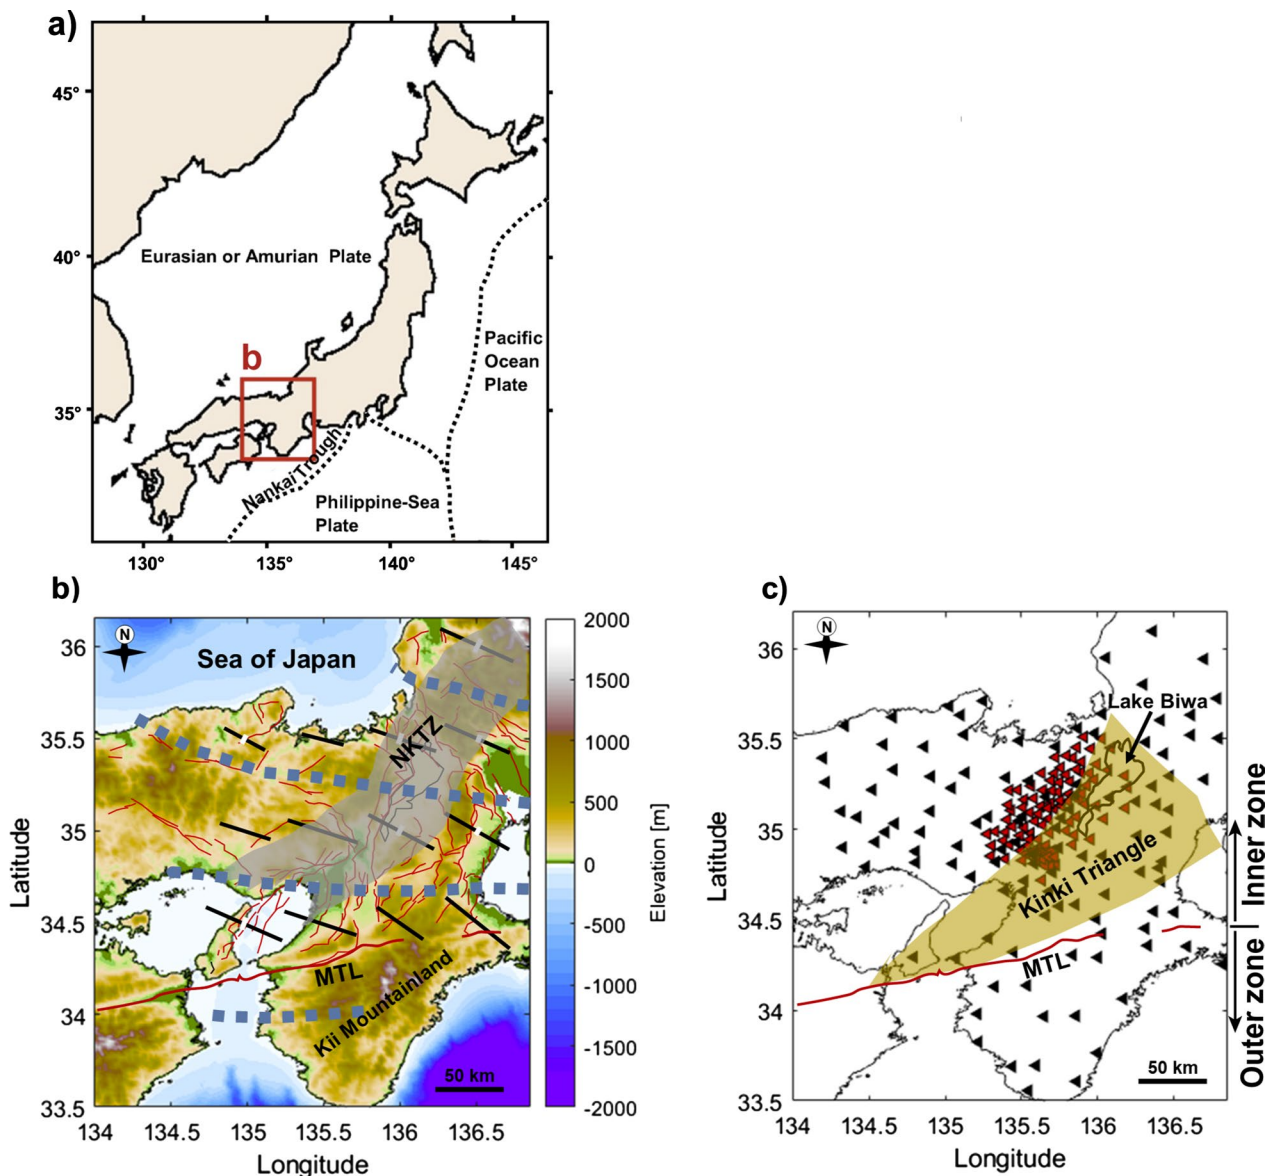 a)
45°
40°
35°
130°
135°
140°
145°
Eurasian or Amurian Plate
Pacific
Ocean
Plate
b
Nankai Trough
Philippine-Sea
Plate
b)
N
Sea of Japan
NKTZ
MTL
Kii Mountainland
50 km
36
35.5
35
34.5
34
33.5
134
134.5
135
135.5
136
136.5
Latitude
Longitude
2000
1500
1000
500
0
-500
-1000
-1500
-2000
Elevation [m]
c)
N
Lake Biwa
Kinki Triangle
MTL
50 km
36
35.5
35
34.5
34
33.5
134
134.5
135
135.5
136
136.5
Latitude
Longitude
Inner zone
Outer zone